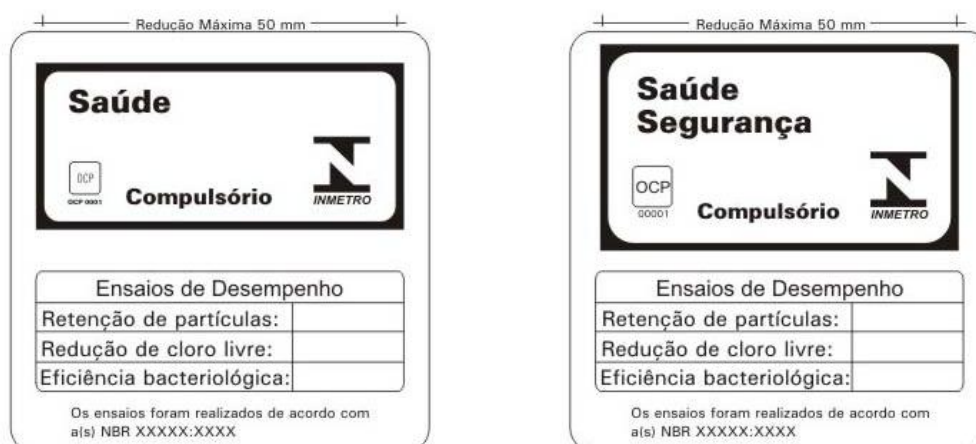 Redução Máxima 50 mm
Saúde
OCP
OCP 0001
Compulsório
INMETRO
Ensaios de Desempenho
Retenção de partículas:
Redução de cloro livre:
Eficiência bacteriológica:
Os ensaios foram realizados de acordo com
a(s) NBR XXXXX:XXXX
Redução Máxima 50 mm
Saúde
Segurança
OCP
00001
Compulsório
INMETRO
Ensaios de Desempenho
Retenção de partículas:
Redução de cloro livre:
Eficiência bacteriológica:
Os ensaios foram realizados de acordo com
a(s) NBR XXXXX:XXXX